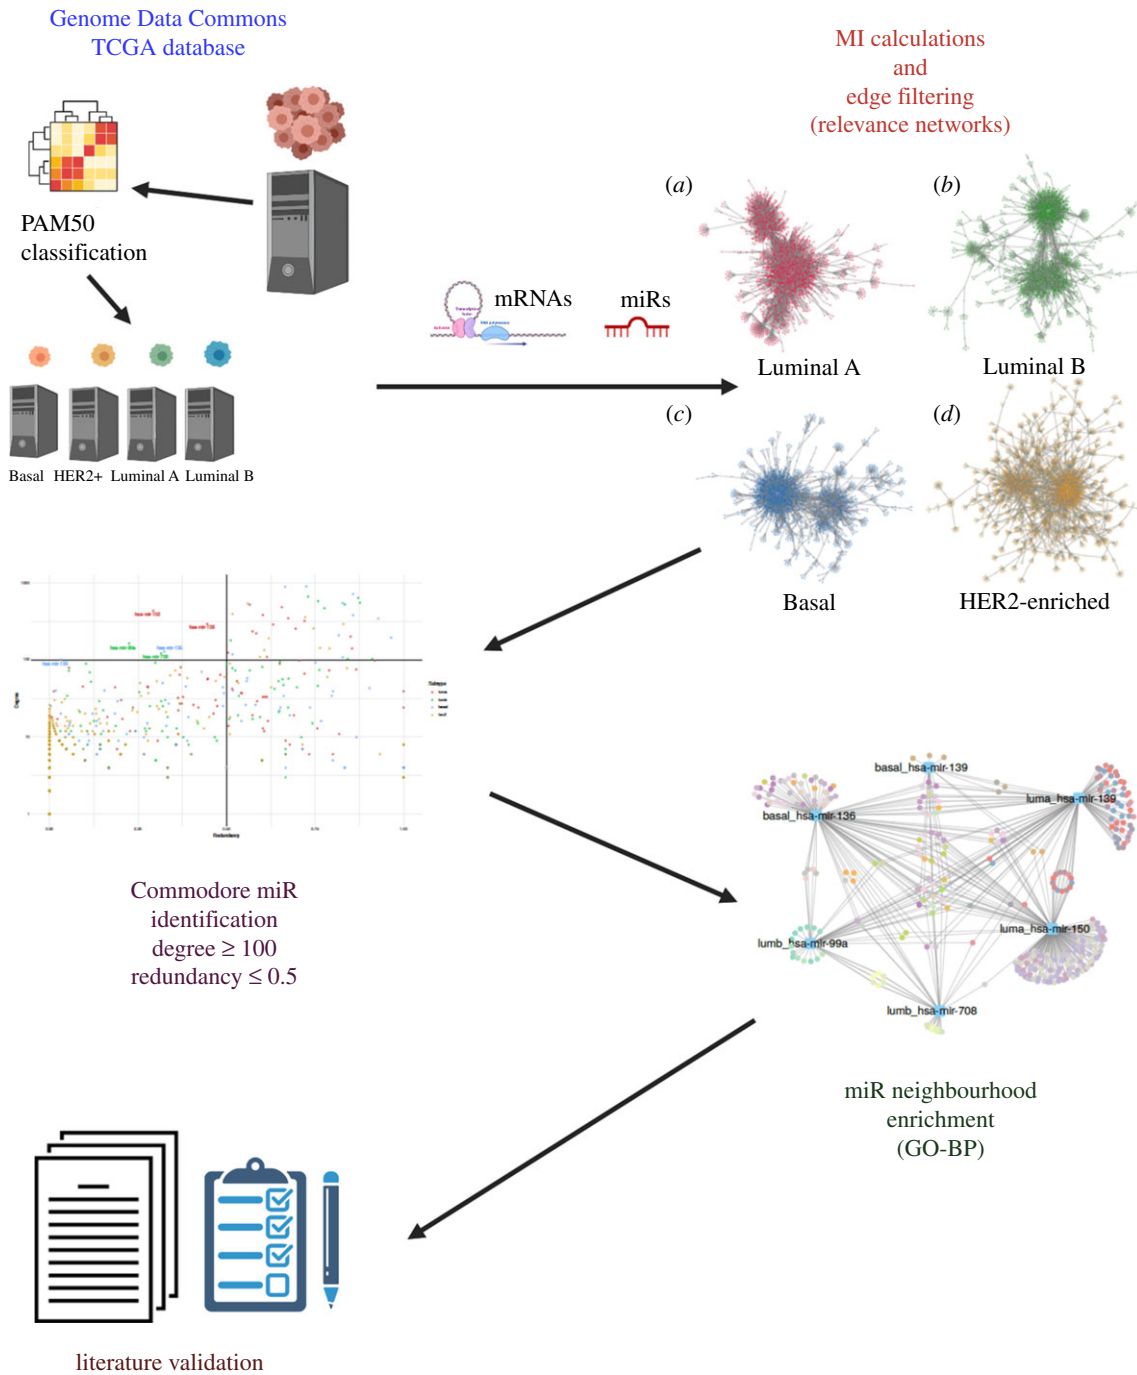 Genome Data Commons
TCGA database
PAM50
classification
Basal HER2+ Luminal A Luminal B
mRNAs
miRs
MI calculations
and
edge filtering
(relevance networks)
(a)
(b)
Luminal A
Luminal B
(c)
(d)
Basal
HER2-enriched
Degree
Redundancy
Subtype
Commodore miR
identification
degree ≥ 100
redundancy ≤ 0.5
basal_hsa-mir-139
luma_hsa-mir-139
basal_hsa-mir-136
lumb_hsa-mir-99a
luma_hsa-mir-150
lumb_hsa-mir-708
miR neighbourhood
enrichment
(GO-BP)
literature validation